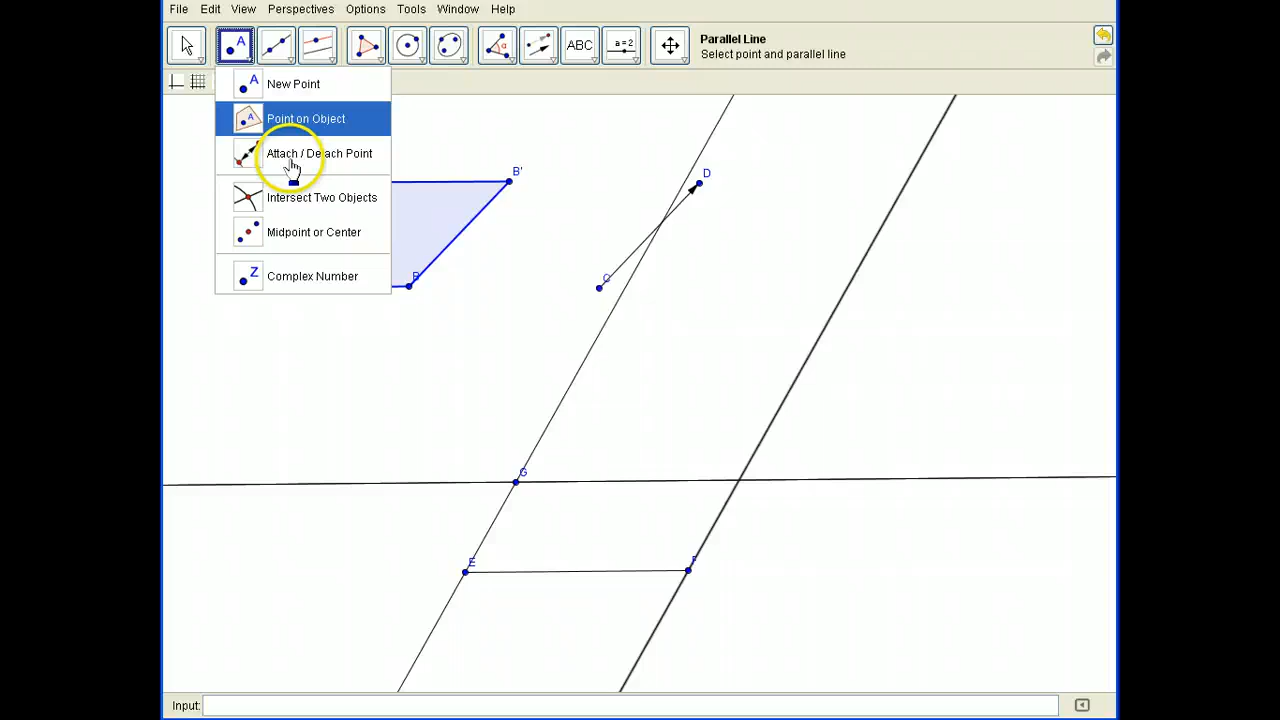 File Edit View Perspectives Options Tools Window Help
A
α
ABC
a = 2
Parallel Line
Select point and parallel line
A New Point
A Point on Object
Attach / Detach Point
Intersect Two Objects
Midpoint or Center
Z Complex Number
B'
D
B
C
G
E
F
Input: